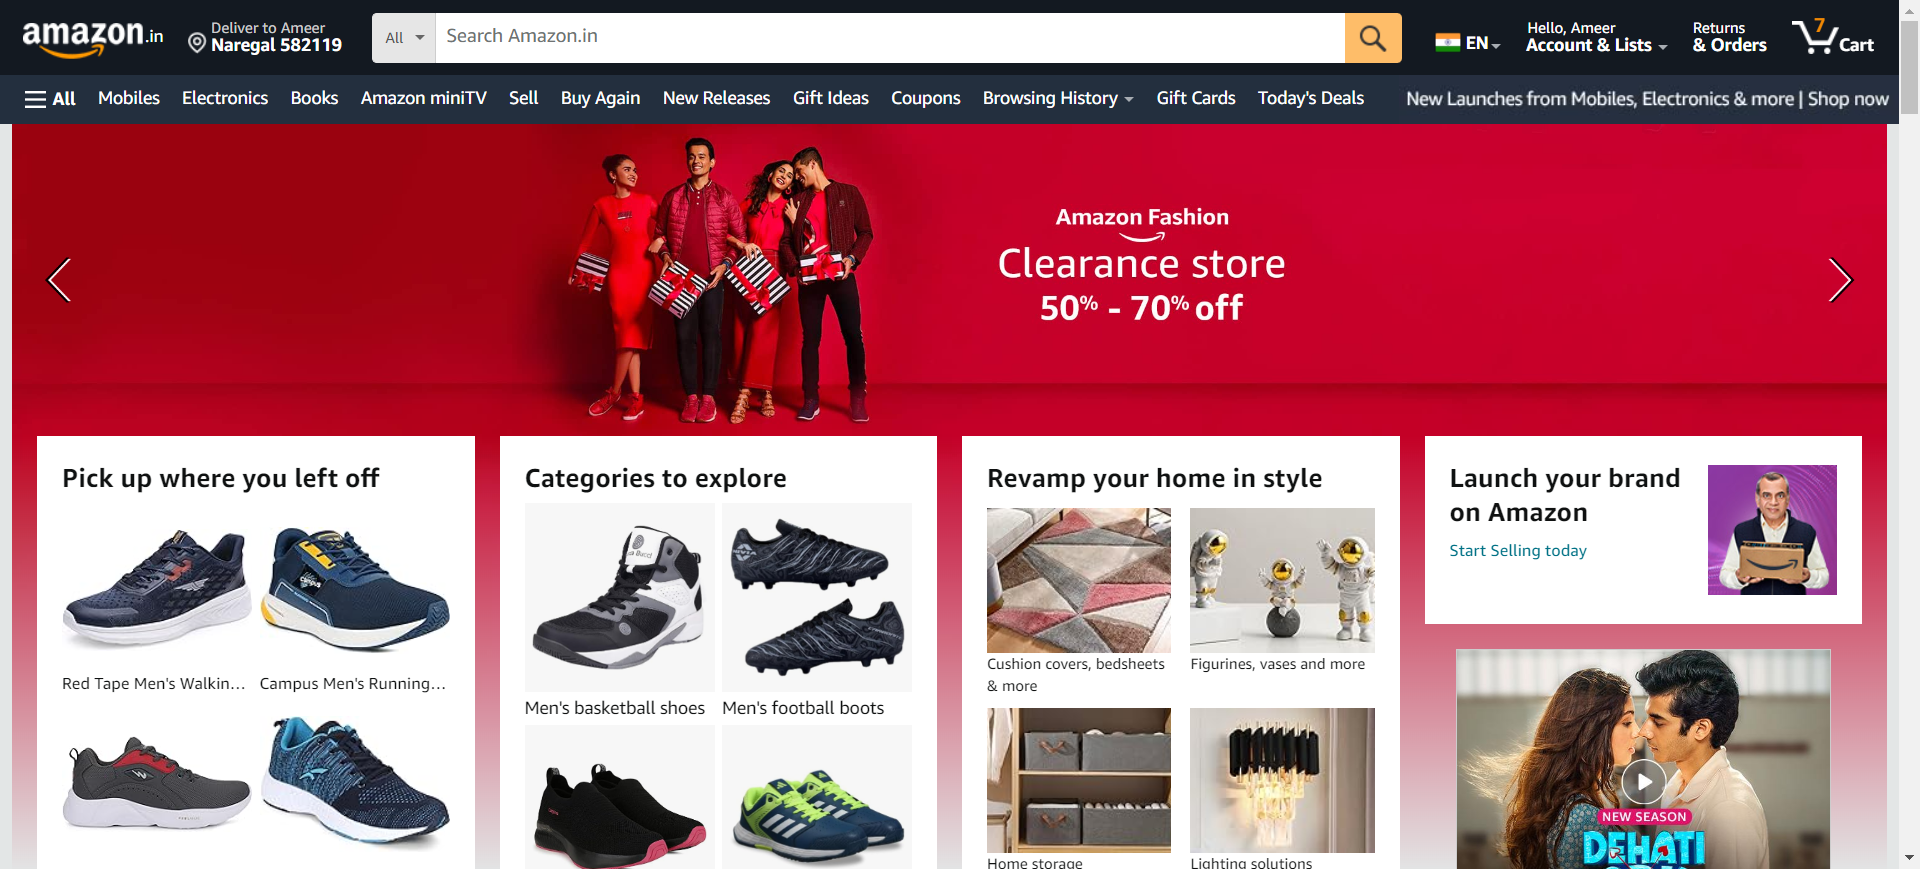 amazon.in
Deliver to Ameer
Naregal 582119
All
Search Amazon.in
EN
Hello, Ameer
Account & Lists
Returns
& Orders
7
Cart
All
Mobiles
Electronics
Books
Amazon miniTV
Sell
Buy Again
New Releases
Gift Ideas
Coupons
Browsing History
Gift Cards
Today's Deals
New Launches from Mobiles, Electronics & more | Shop now
Amazon Fashion
Clearance store
50% - 70% off
Pick up where you left off
Red Tape Men's Walkin...
Campus Men's Running...
Categories to explore
Men's basketball shoes
Men's football boots
Revamp your home in style
Cushion covers, bedsheets
& more
Figurines, vases and more
Home storage
Lighting solutions
Launch your brand
on Amazon
Start Selling today
NEW SEASON
DEHATI